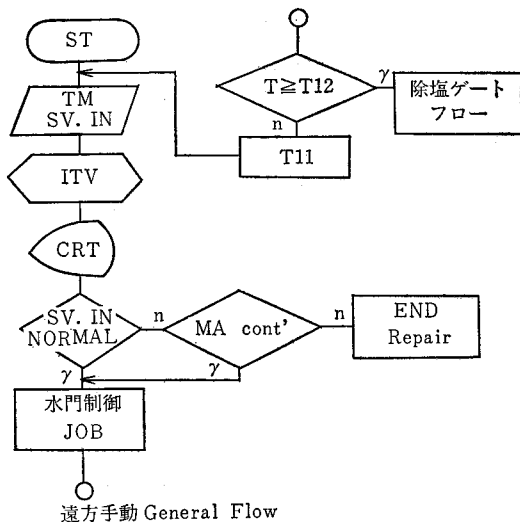 ST
TM
SV. IN
ITV
CRT
SV. IN
NORMAL
n
γ
MA cont'
n
γ
END
Repair
水門制御
JOB
T≧T12
γ
n
除塩ゲート
フロー
T11
遠方手動 General Flow